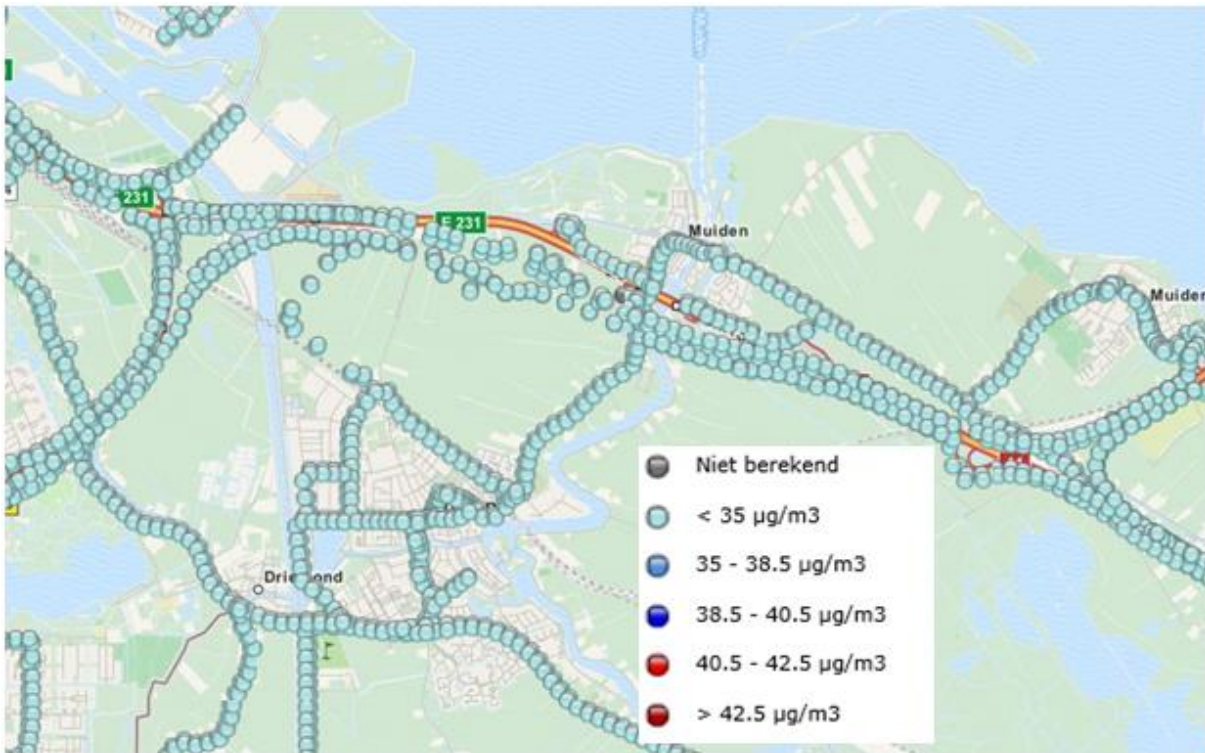 231
E 231
Muiden
Muiden
Driemond
Niet berekend
< 35 µg/m3
35 - 38.5 µg/m3
38.5 - 40.5 µg/m3
40.5 - 42.5 µg/m3
> 42.5 µg/m3